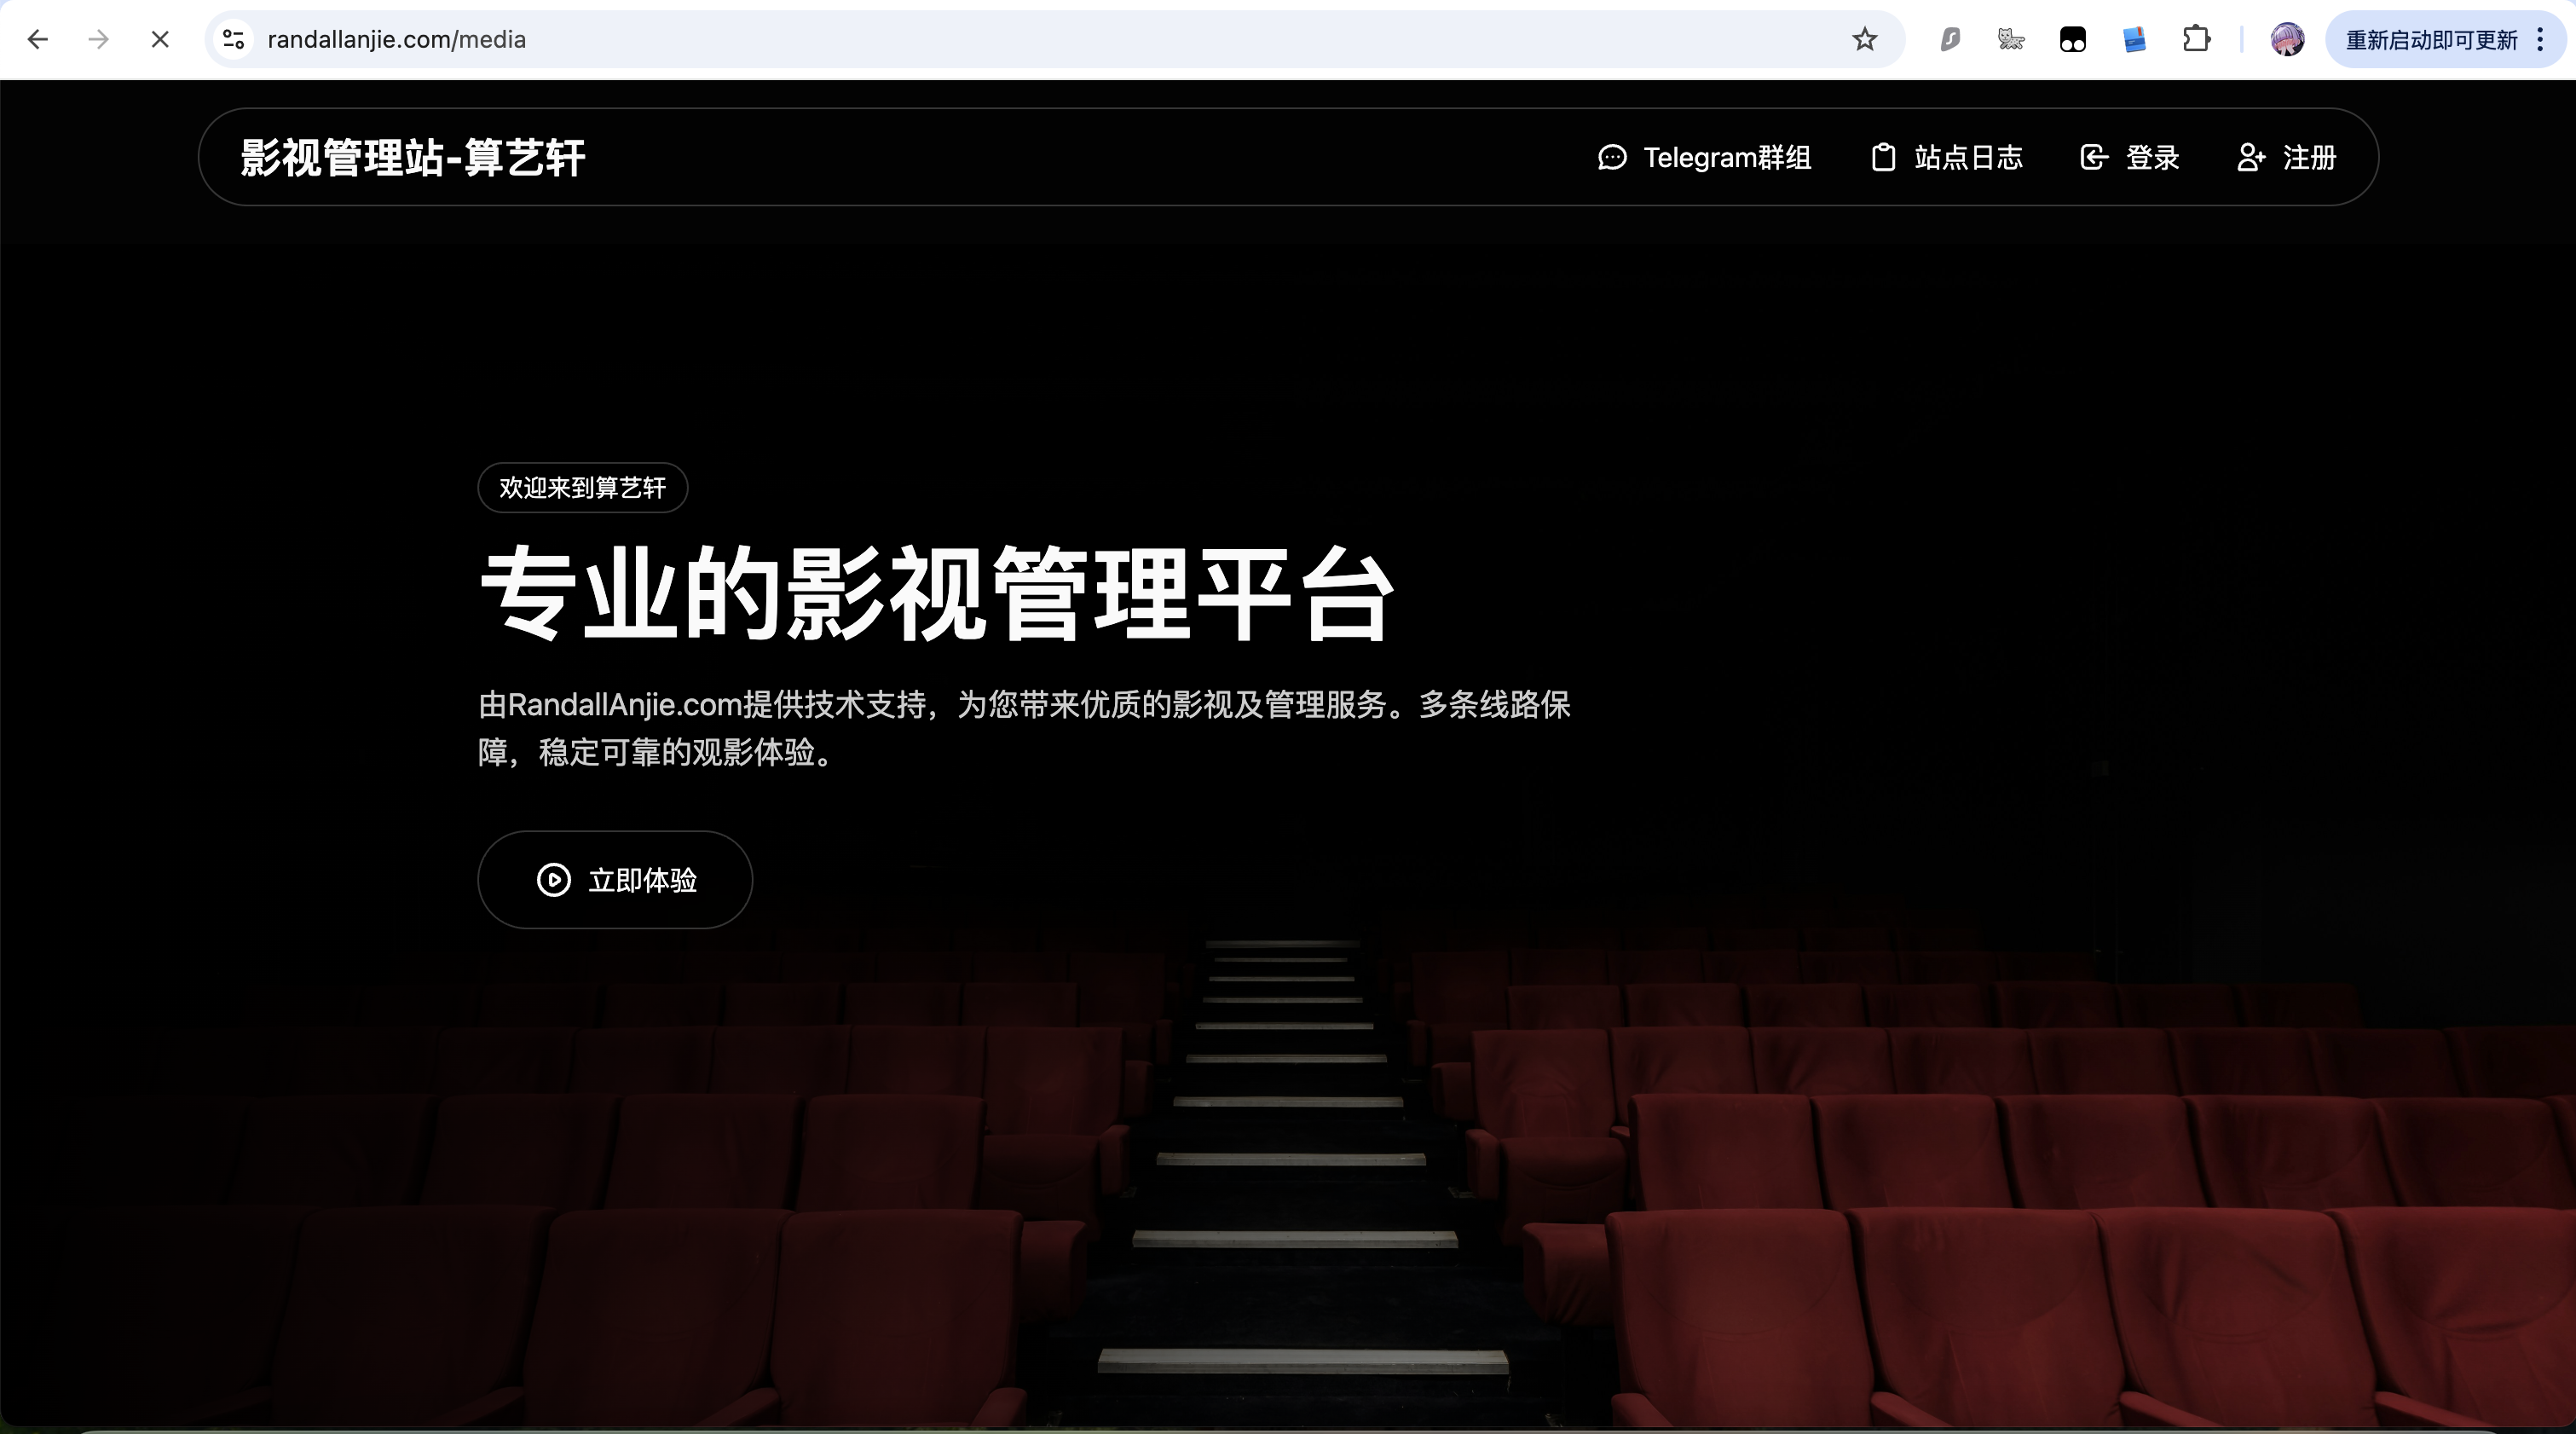 randallanjie.com/media
重新启动即可更新
影视管理站-算艺轩
Telegram群组
站点日志
登录
注册
欢迎来到算艺轩
专业的影视管理平台
由RandallAnjie.com提供技术支持，为您带来优质的影视及管理服务。多条线路保
障，稳定可靠的观影体验。
立即体验